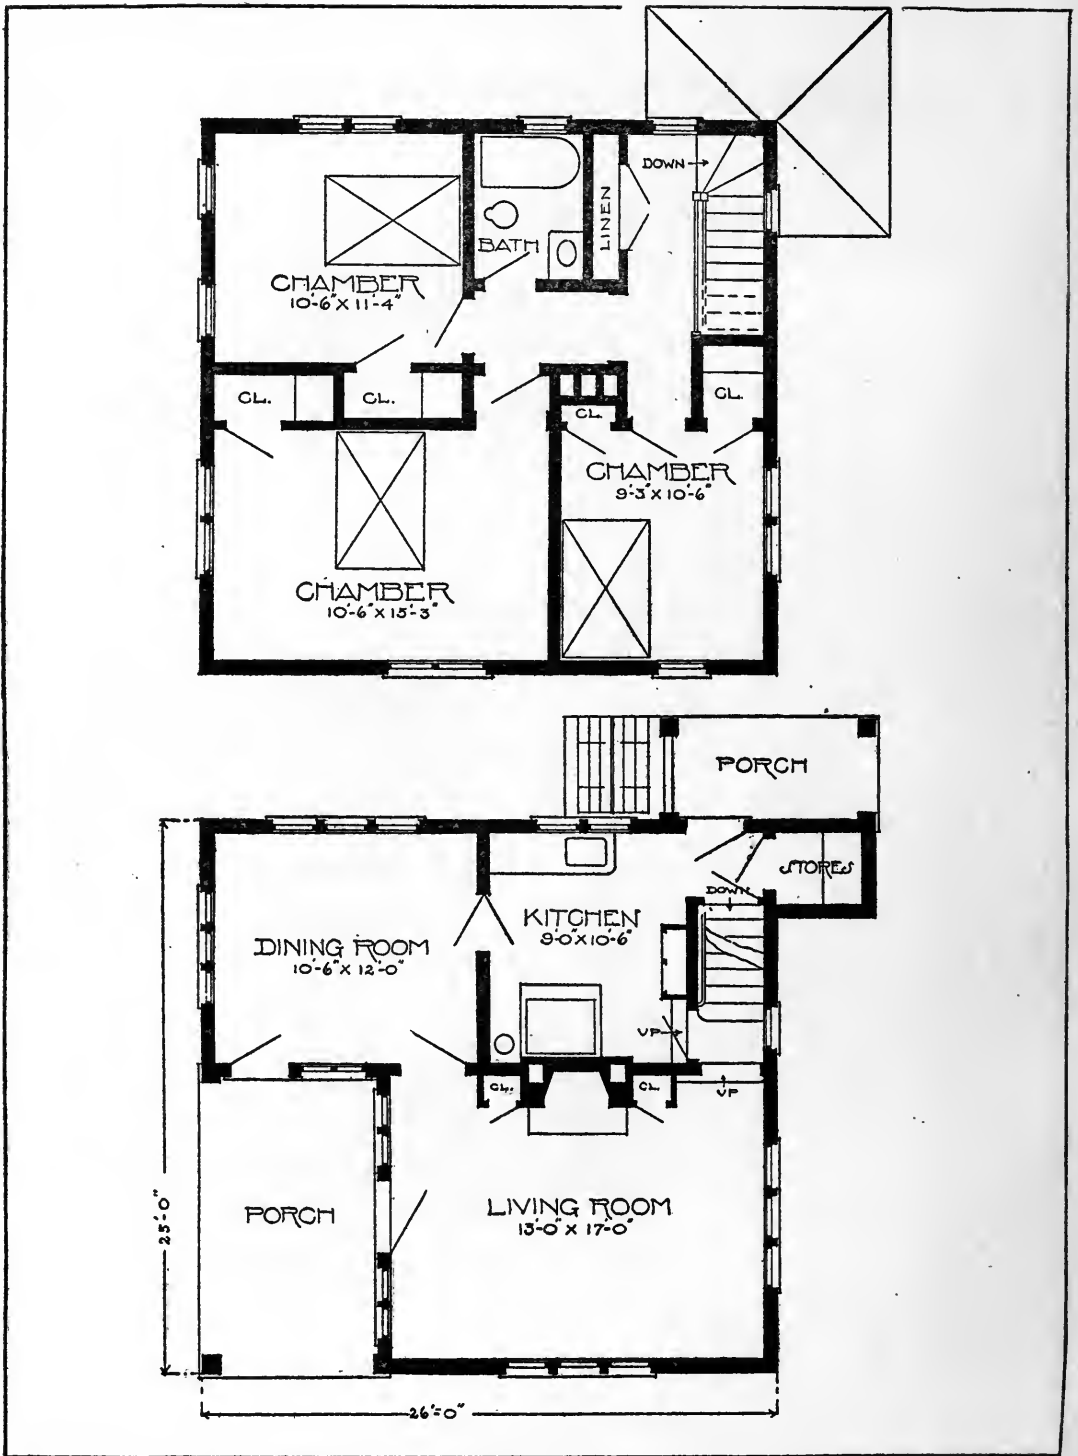 DOWN
LINEN
BATH
CHAMBER
10'-6" X 11'-4"
CL.
CL.
CL.
CL.
CHAMBER
9'-3" X 10'-6"
CHAMBER
10'-6" X 15'-3"
PORCH
STORES
DOWN
KITCHEN
9'-0" X 10'-6"
DINING ROOM
10'-6" X 12'-0"
UP
CL.
CL.
UP
LIVING ROOM
13'-0" X 17'-0"
PORCH
25'-0"
26'-0"